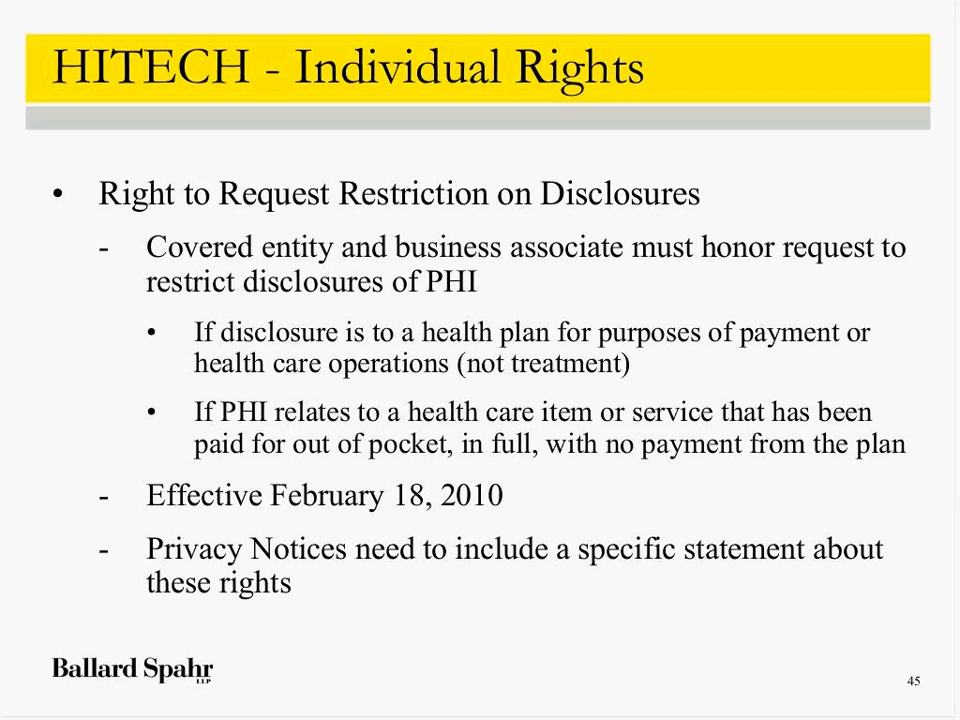 HITECH - Individual Rights
• Right to Request Restriction on Disclosures
- Covered entity and business associate must honor request to
restrict disclosures of PHI
• If disclosure is to a health plan for purposes of payment or
health care operations (not treatment)
• If PHI relates to a health care item or service that has been
paid for out of pocket, in full, with no payment from the plan
- Effective February 18, 2010
- Privacy Notices need to include a specific statement about
these rights
Ballard Spahr
LLP
45